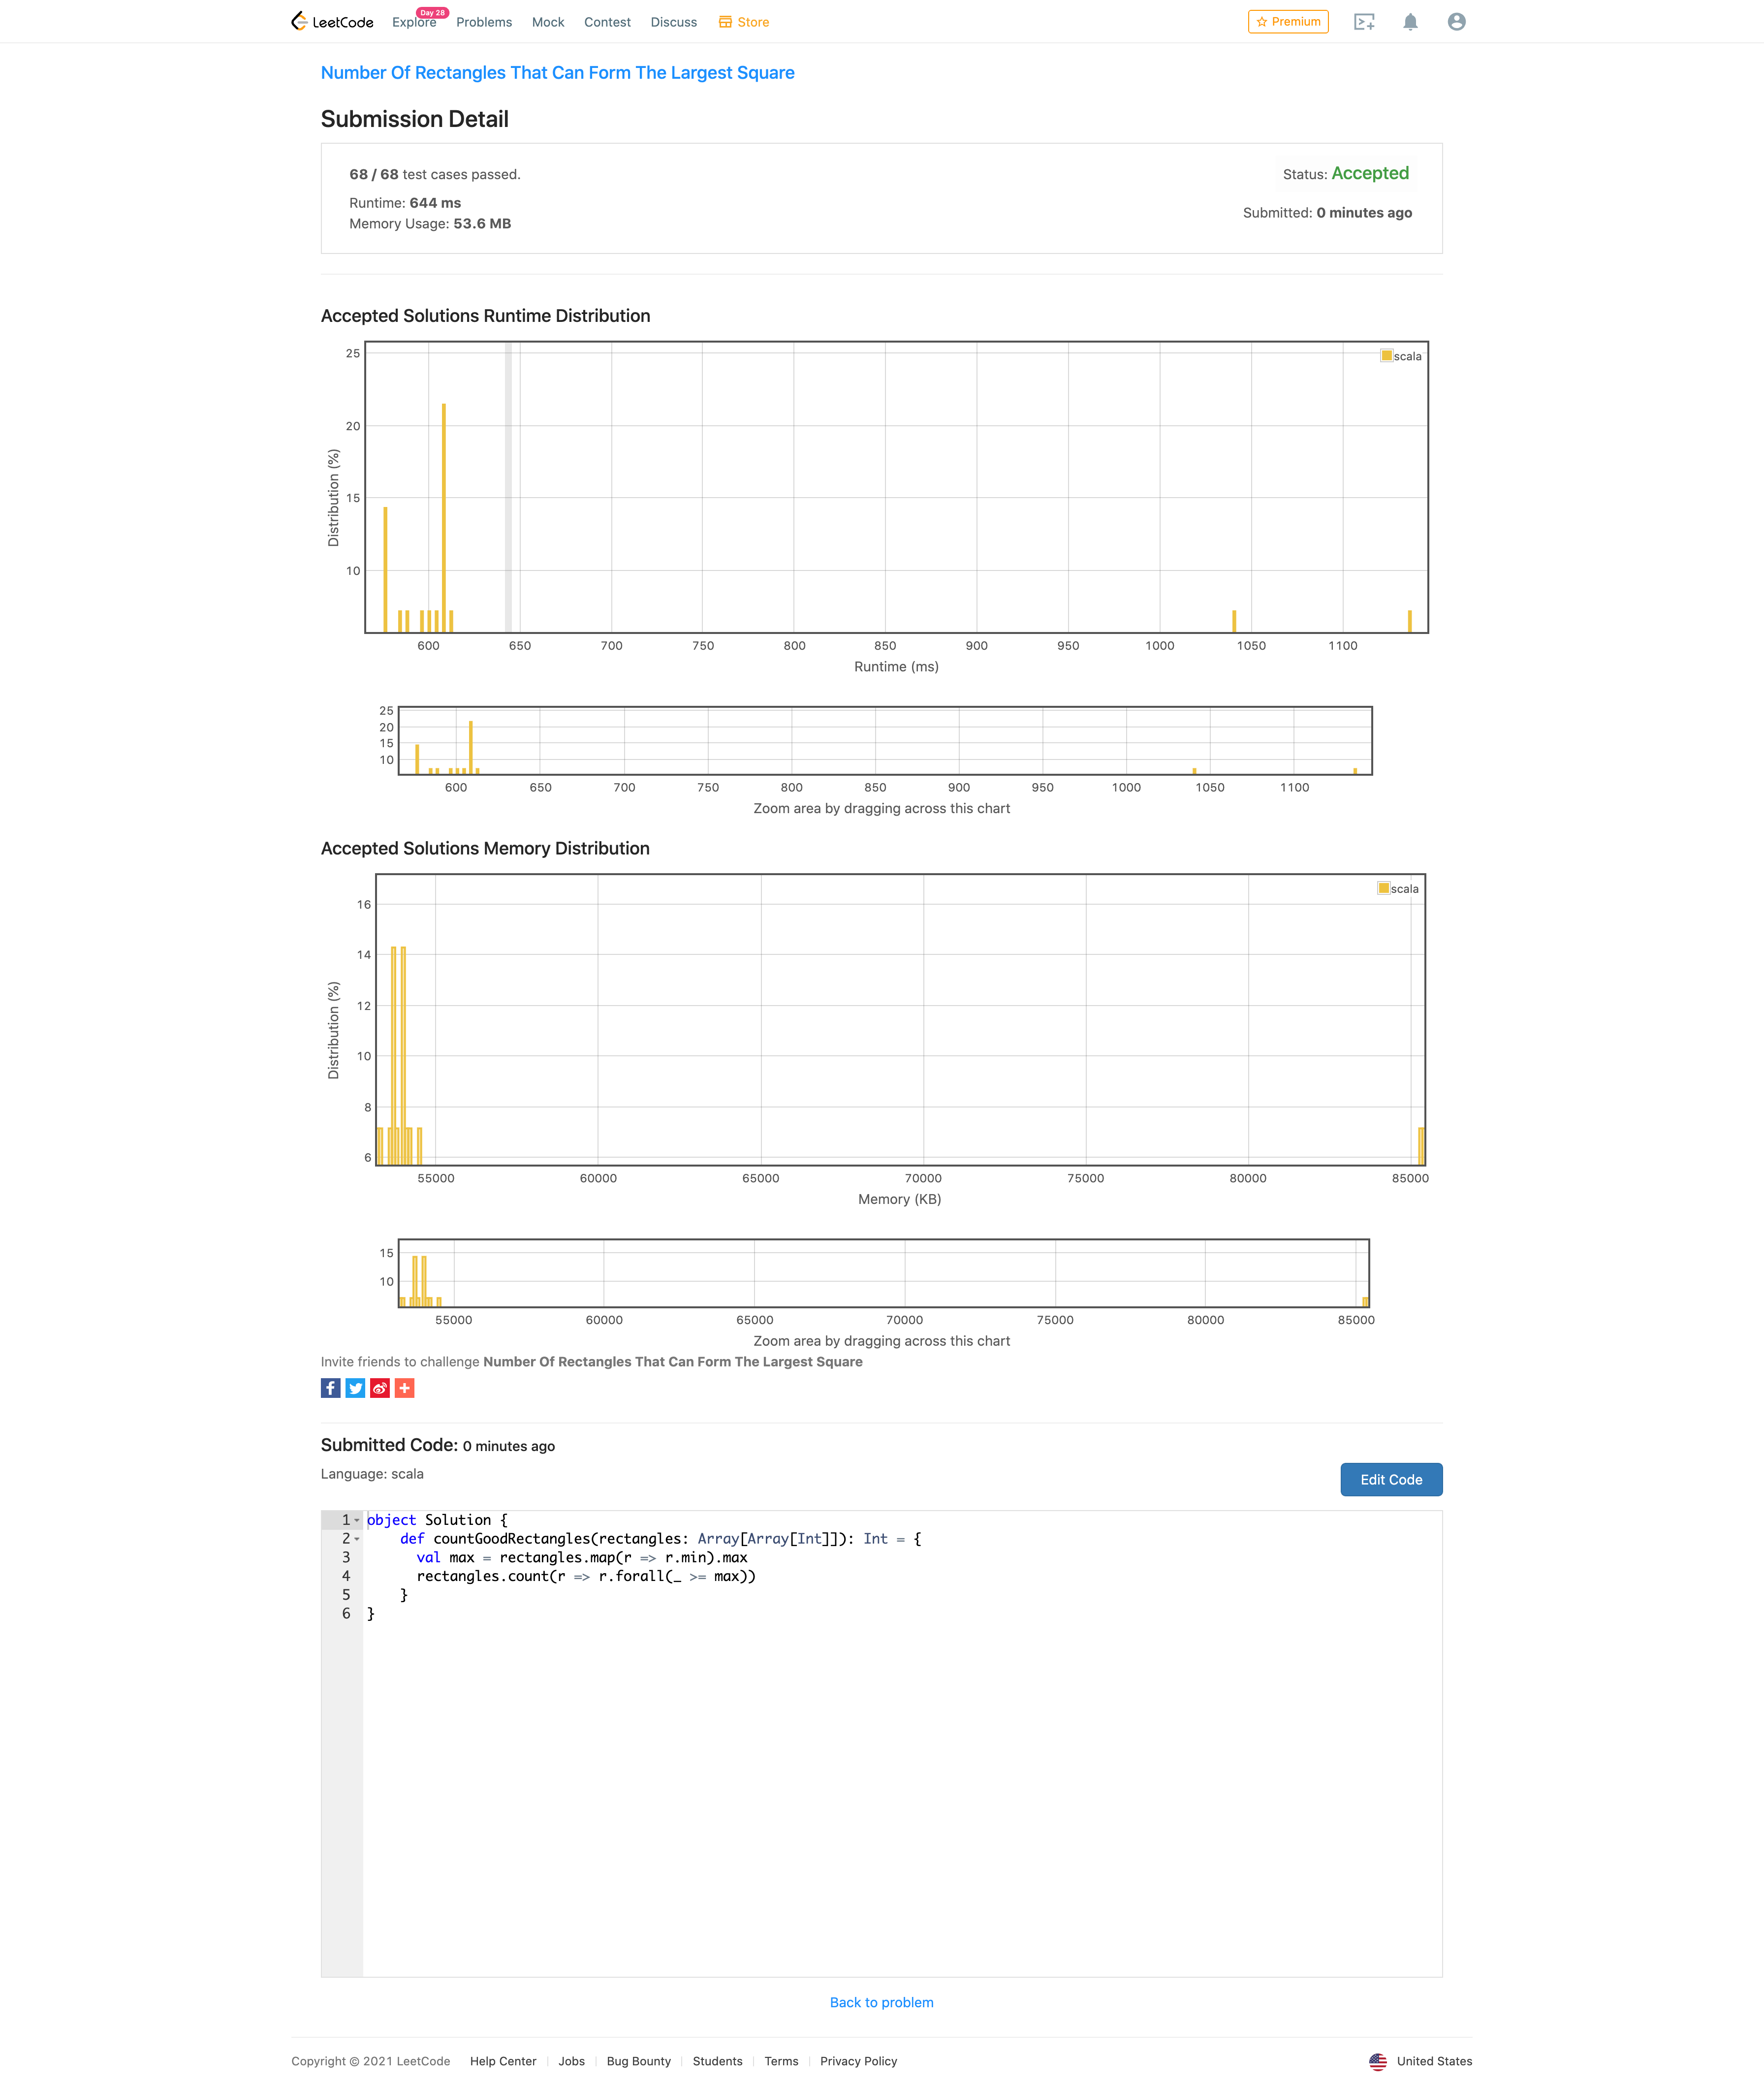 LeetCode Explore Day 28 Problems Mock Contest Discuss Store Premium
Number Of Rectangles That Can Form The Largest Square
Submission Detail
68 / 68 test cases passed. Status: Accepted
Runtime: 644 ms
Memory Usage: 53.6 MB Submitted: 0 minutes ago
Accepted Solutions Runtime Distribution
scala
Distribution (%)
25
20
15
10
600 650 700 750 800 850 900 950 1000 1050 1100
Runtime (ms)
25
20
15
10
600 650 700 750 800 850 900 950 1000 1050 1100
Zoom area by dragging across this chart
Accepted Solutions Memory Distribution
scala
Distribution (%)
16
14
12
10
8
6
55000 60000 65000 70000 75000 80000 85000
Memory (KB)
15
10
55000 60000 65000 70000 75000 80000 85000
Zoom area by dragging across this chart
Invite friends to challenge Number Of Rectangles That Can Form The Largest Square
Submitted Code: 0 minutes ago
Language: scala
Edit Code
1 object Solution {
2     def countGoodRectangles(rectangles: Array[Array[Int]]): Int = {
3       val max = rectangles.map(r => r.min).max
4       rectangles.count(r => r.forall(_ >= max))
5     }
6 }
Back to problem
Copyright © 2021 LeetCode Help Center Jobs Bug Bounty Students Terms Privacy Policy United States